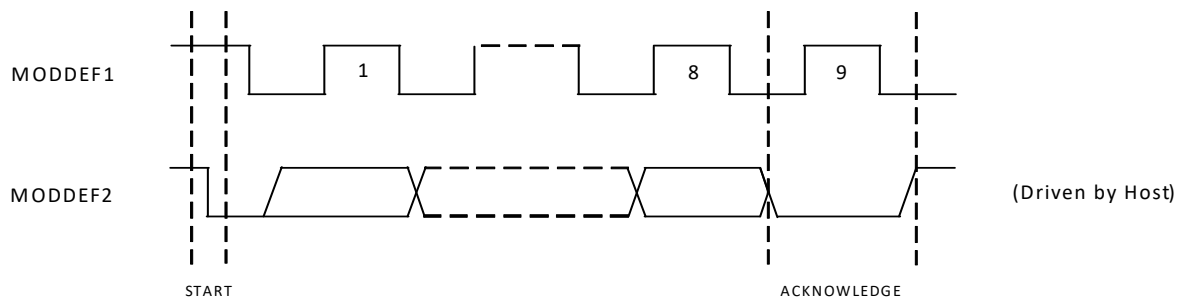 MODDEF1
1
8
9
MODDEF2
(Driven by Host)
START
ACKNOWLEDGE